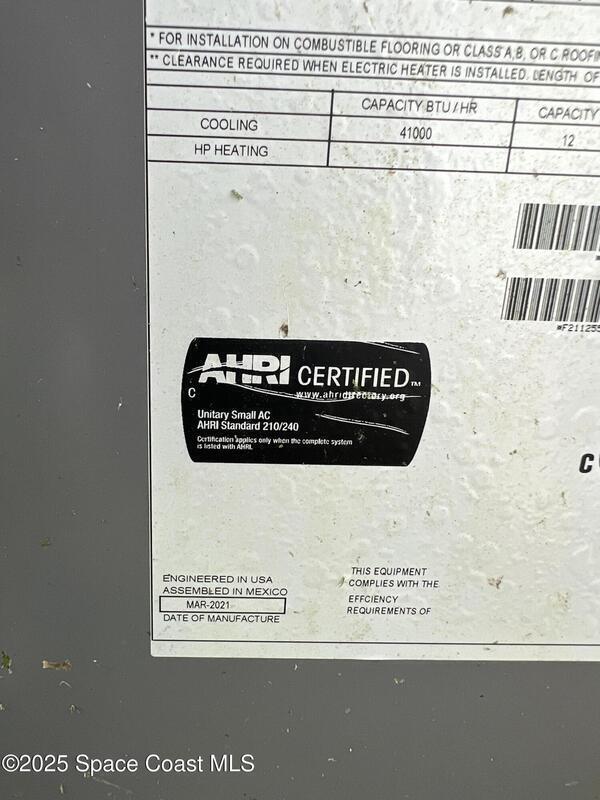 * FOR INSTALLATION ON COMBUSTIBLE FLOORING OR CLASS A,B, OR C ROOFIN
** CLEARANCE REQUIRED WHEN ELECTRIC HEATER IS INSTALLED. LENGTH OF
CAPACITY BTU/HR CAPACITY
COOLING 41000 12
HP HEATING
*F211255
AHRI CERTIFIED™
www.ahridirectory.org
C
Unitary Small AC
AHRI Standard 210/240
Certification applies only when the complete system
is listed with AHRI.
C
ENGINEERED IN USA
ASSEMBLED IN MEXICO
MAR-2021
DATE OF MANUFACTURE
THIS EQUIPMENT
COMPLIES WITH THE
EFFCIENCY
REQUIREMENTS OF
©2025 Space Coast MLS